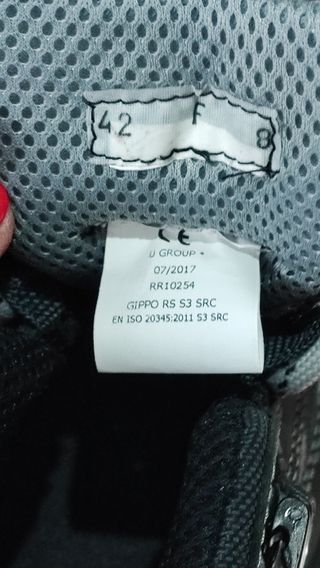 42 F 8
CE
U GROUP +
07/2017
RR10254
GIPPO RS S3 SRC
EN ISO 20345:2011 S3 SRC